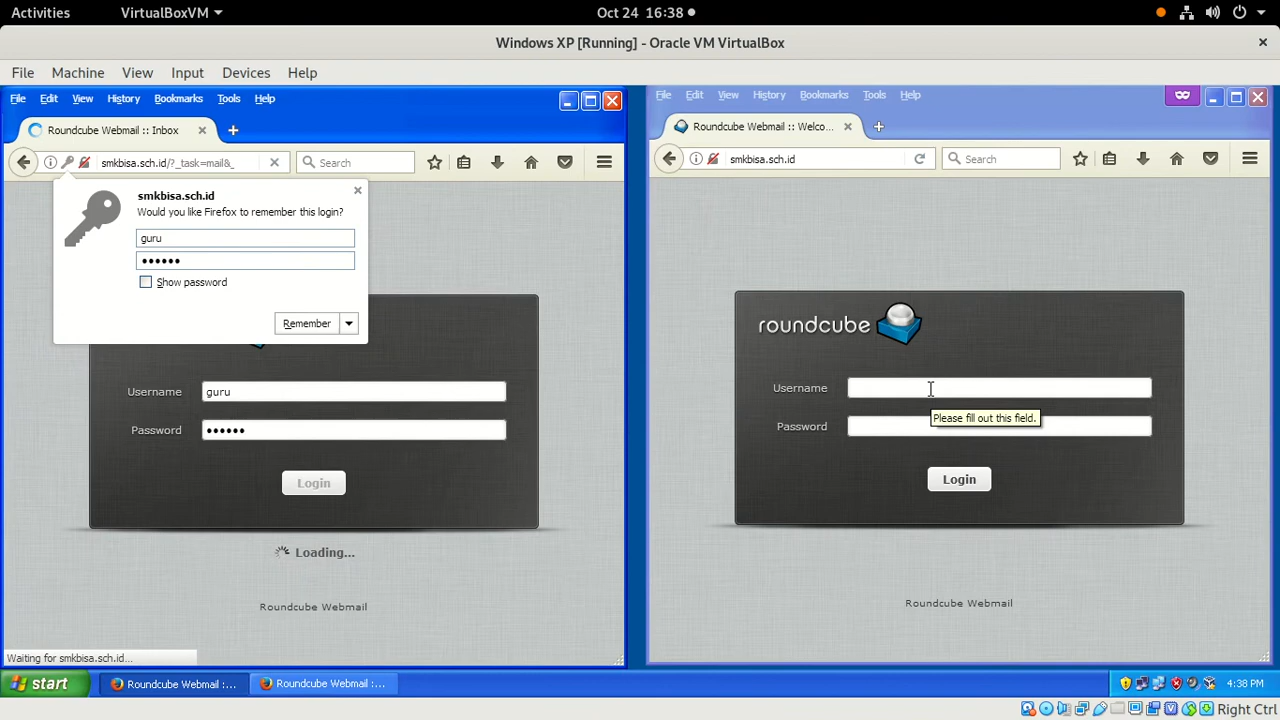 Activities VirtualBoxVM Oct 24 16:38
Windows XP [Running] - Oracle VM VirtualBox
File Machine View Input Devices Help
File Edit View History Bookmarks Tools Help
Roundcube Webmail :: Inbox
smkbisa.sch.id/?_task=mail&_
Search
smkbisa.sch.id
Would you like Firefox to remember this login?
guru
••••••
Show password
Remember
Username guru
Password ••••••
Login
Loading...
Roundcube Webmail
Waiting for smkbisa.sch.id...
File Edit View History Bookmarks Tools Help
Roundcube Webmail :: Welco...
smkbisa.sch.id
Search
roundcube
Username
Please fill out this field.
Password
Login
Roundcube Webmail
start Roundcube Webmail :... Roundcube Webmail :... 4:38 PM
Right Ctrl